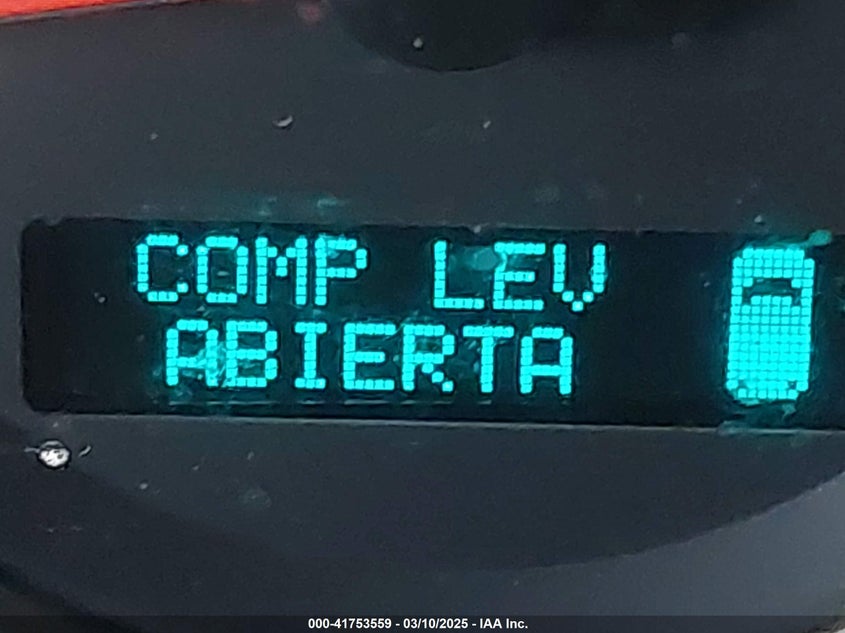 COMP LEV
ABIERTA
000-41753559 - 03/10/2025 - IAA Inc.